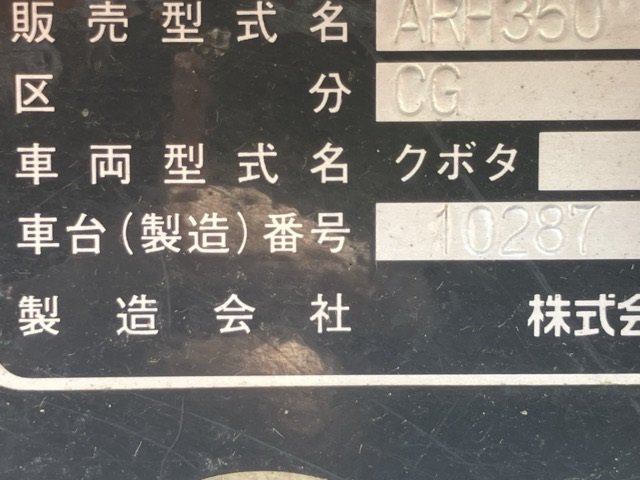 販売型式名 ARH350
区分 CG
車両型式名 クボタ
車台(製造)番号 10287
製造会社 株式会